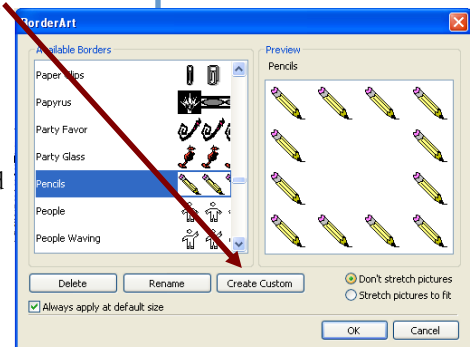 BorderArt
Available Borders
Paper Clips
Papyrus
Party Favor
Party Glass
Pencils
People
People Waving
Preview
Pencils
Delete
Rename
Create Custom
Don't stretch pictures
Stretch pictures to fit
Always apply at default size
OK
Cancel